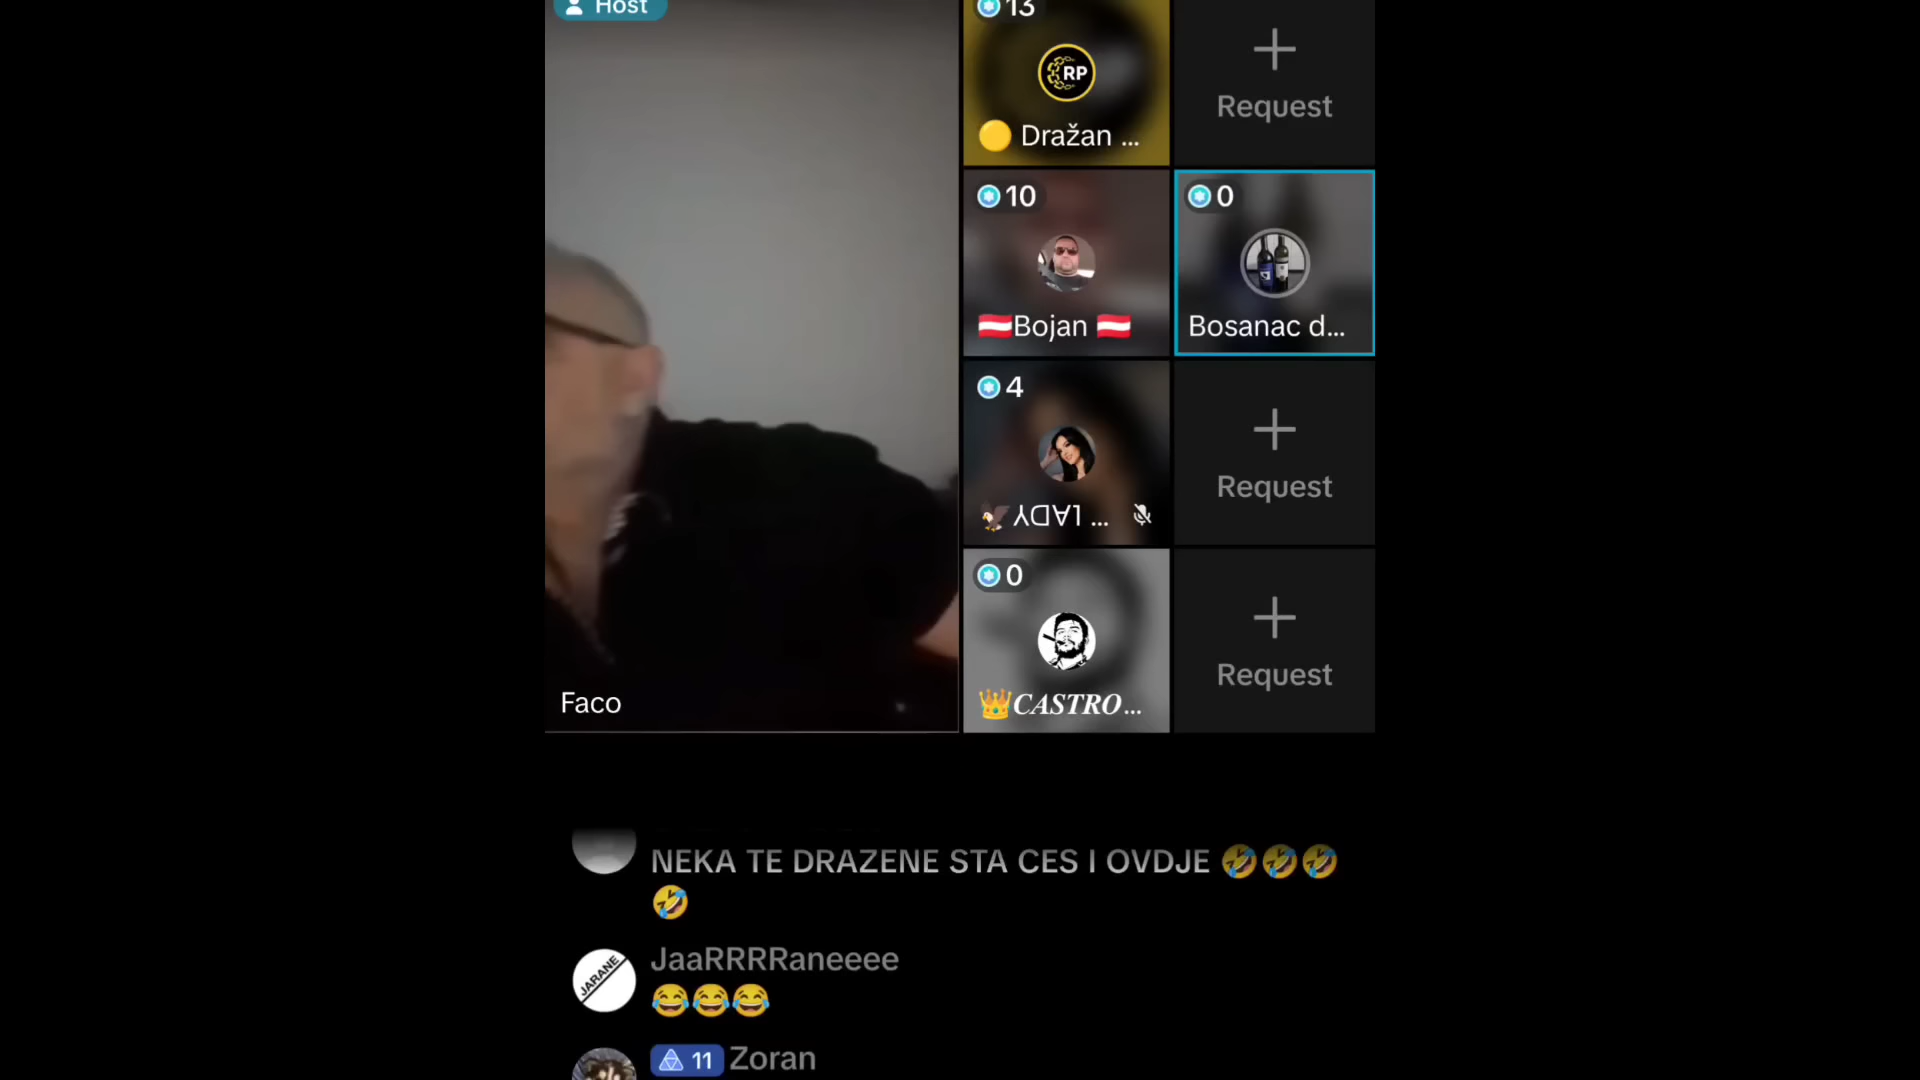 Host
13
RP
🟡 Dražan ...
Request
10
🇦🇹Bojan 🇦🇹
0
Bosanac d...
4
🦅 ⅄ᗡ∀˥ ...
Request
0
👑𝑪𝑨𝑺𝑻𝑹𝑶...
Request
Faco
NEKA TE DRAZENE STA CES I OVDJE 🤣🤣🤣
🤣
JARANE
JaaRRRRaneeee
😂😂😂
11 Zoran